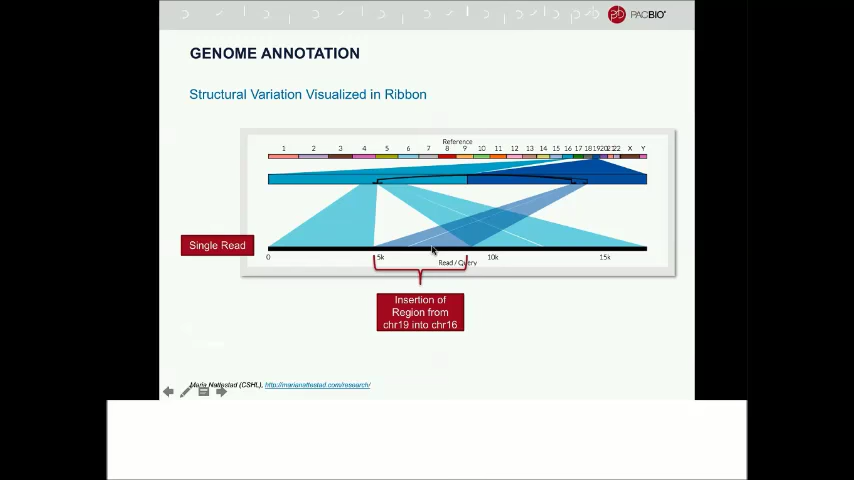 PACBIO
GENOME ANNOTATION
Structural Variation Visualized in Ribbon
Reference
1 2 3 4 5 6 7 8 9 10 11 12 13 14 15 16 17 18 19 20 21 22 X Y
Single Read
0 5k 10k 15k
Read / Query
Insertion of
Region from
chr19 into chr16
Maria Nattestad (CSHL), http://marianattestad.com/research/